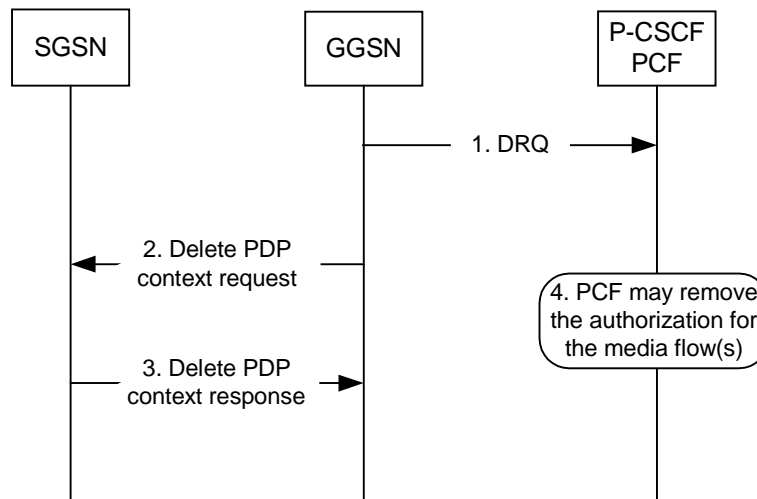 SGSN
GGSN
P-CSCF
PCF
1. DRQ
2. Delete PDP
context request
4. PCF may remove
the authorization for
the media flow(s)
3. Delete PDP
context response